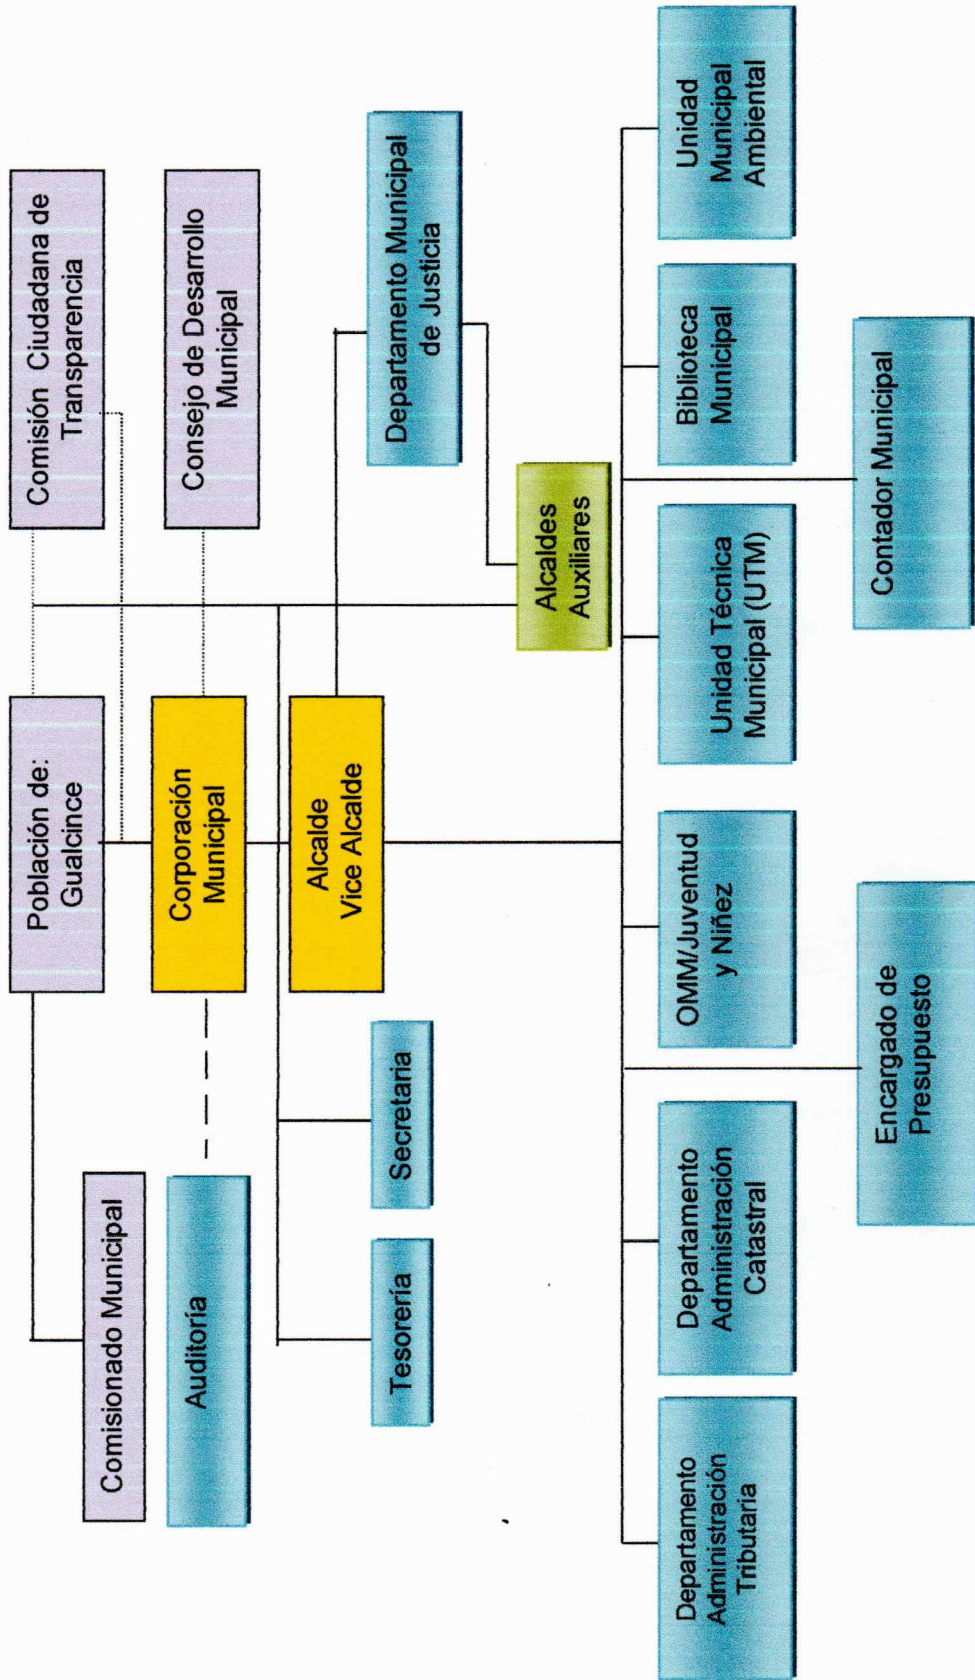 Población de:
Gualcince
Comisión Ciudadana de
Transparencia
Comisionado Municipal
Corporación
Municipal
Consejo de Desarrollo
Municipal
Auditoría
Alcalde
Vice Alcalde
Tesorería
Secretaria
Departamento Municipal
de Justicia
Alcaldes
Auxiliares
Departamento
Administración
Tributaria
Departamento
Administración
Catastral
OMM/Juventud
y Niñez
Unidad Técnica
Municipal (UTM)
Biblioteca
Municipal
Unidad
Municipal
Ambiental
Encargado de
Presupuesto
Contador Municipal